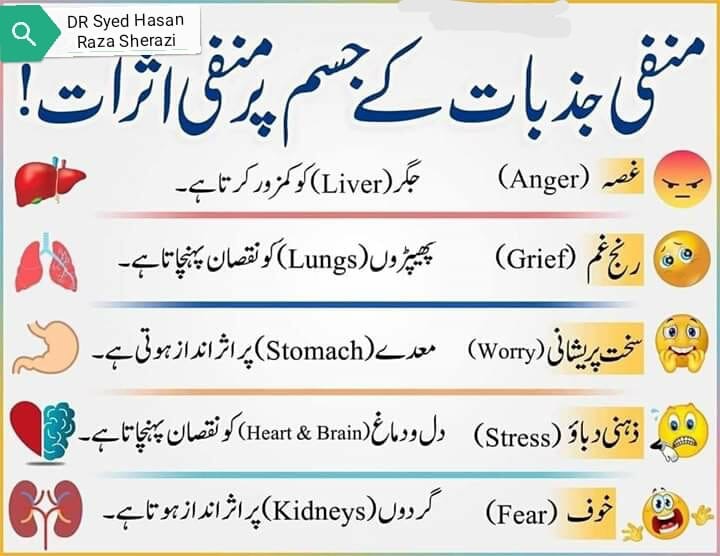 DR Syed Hasan
Raza Sherazi
منفی جذبات کے جسم پر منفی اثرات!
غصہ (Anger) جگر (Liver) کو کمزور کرتا ہے۔
رنج غم (Grief) پھیپڑوں (Lungs) کو نقصان پہنچاتا ہے۔
سخت پریشانی (Worry) معدے (Stomach) پر اثر انداز ہوتی ہے۔
ذہنی دباؤ (Stress) دل و دماغ (Heart & Brain) کو نقصان پہنچاتا ہے۔
خوف (Fear) گردوں (Kidneys) پر اثر انداز ہوتا ہے۔